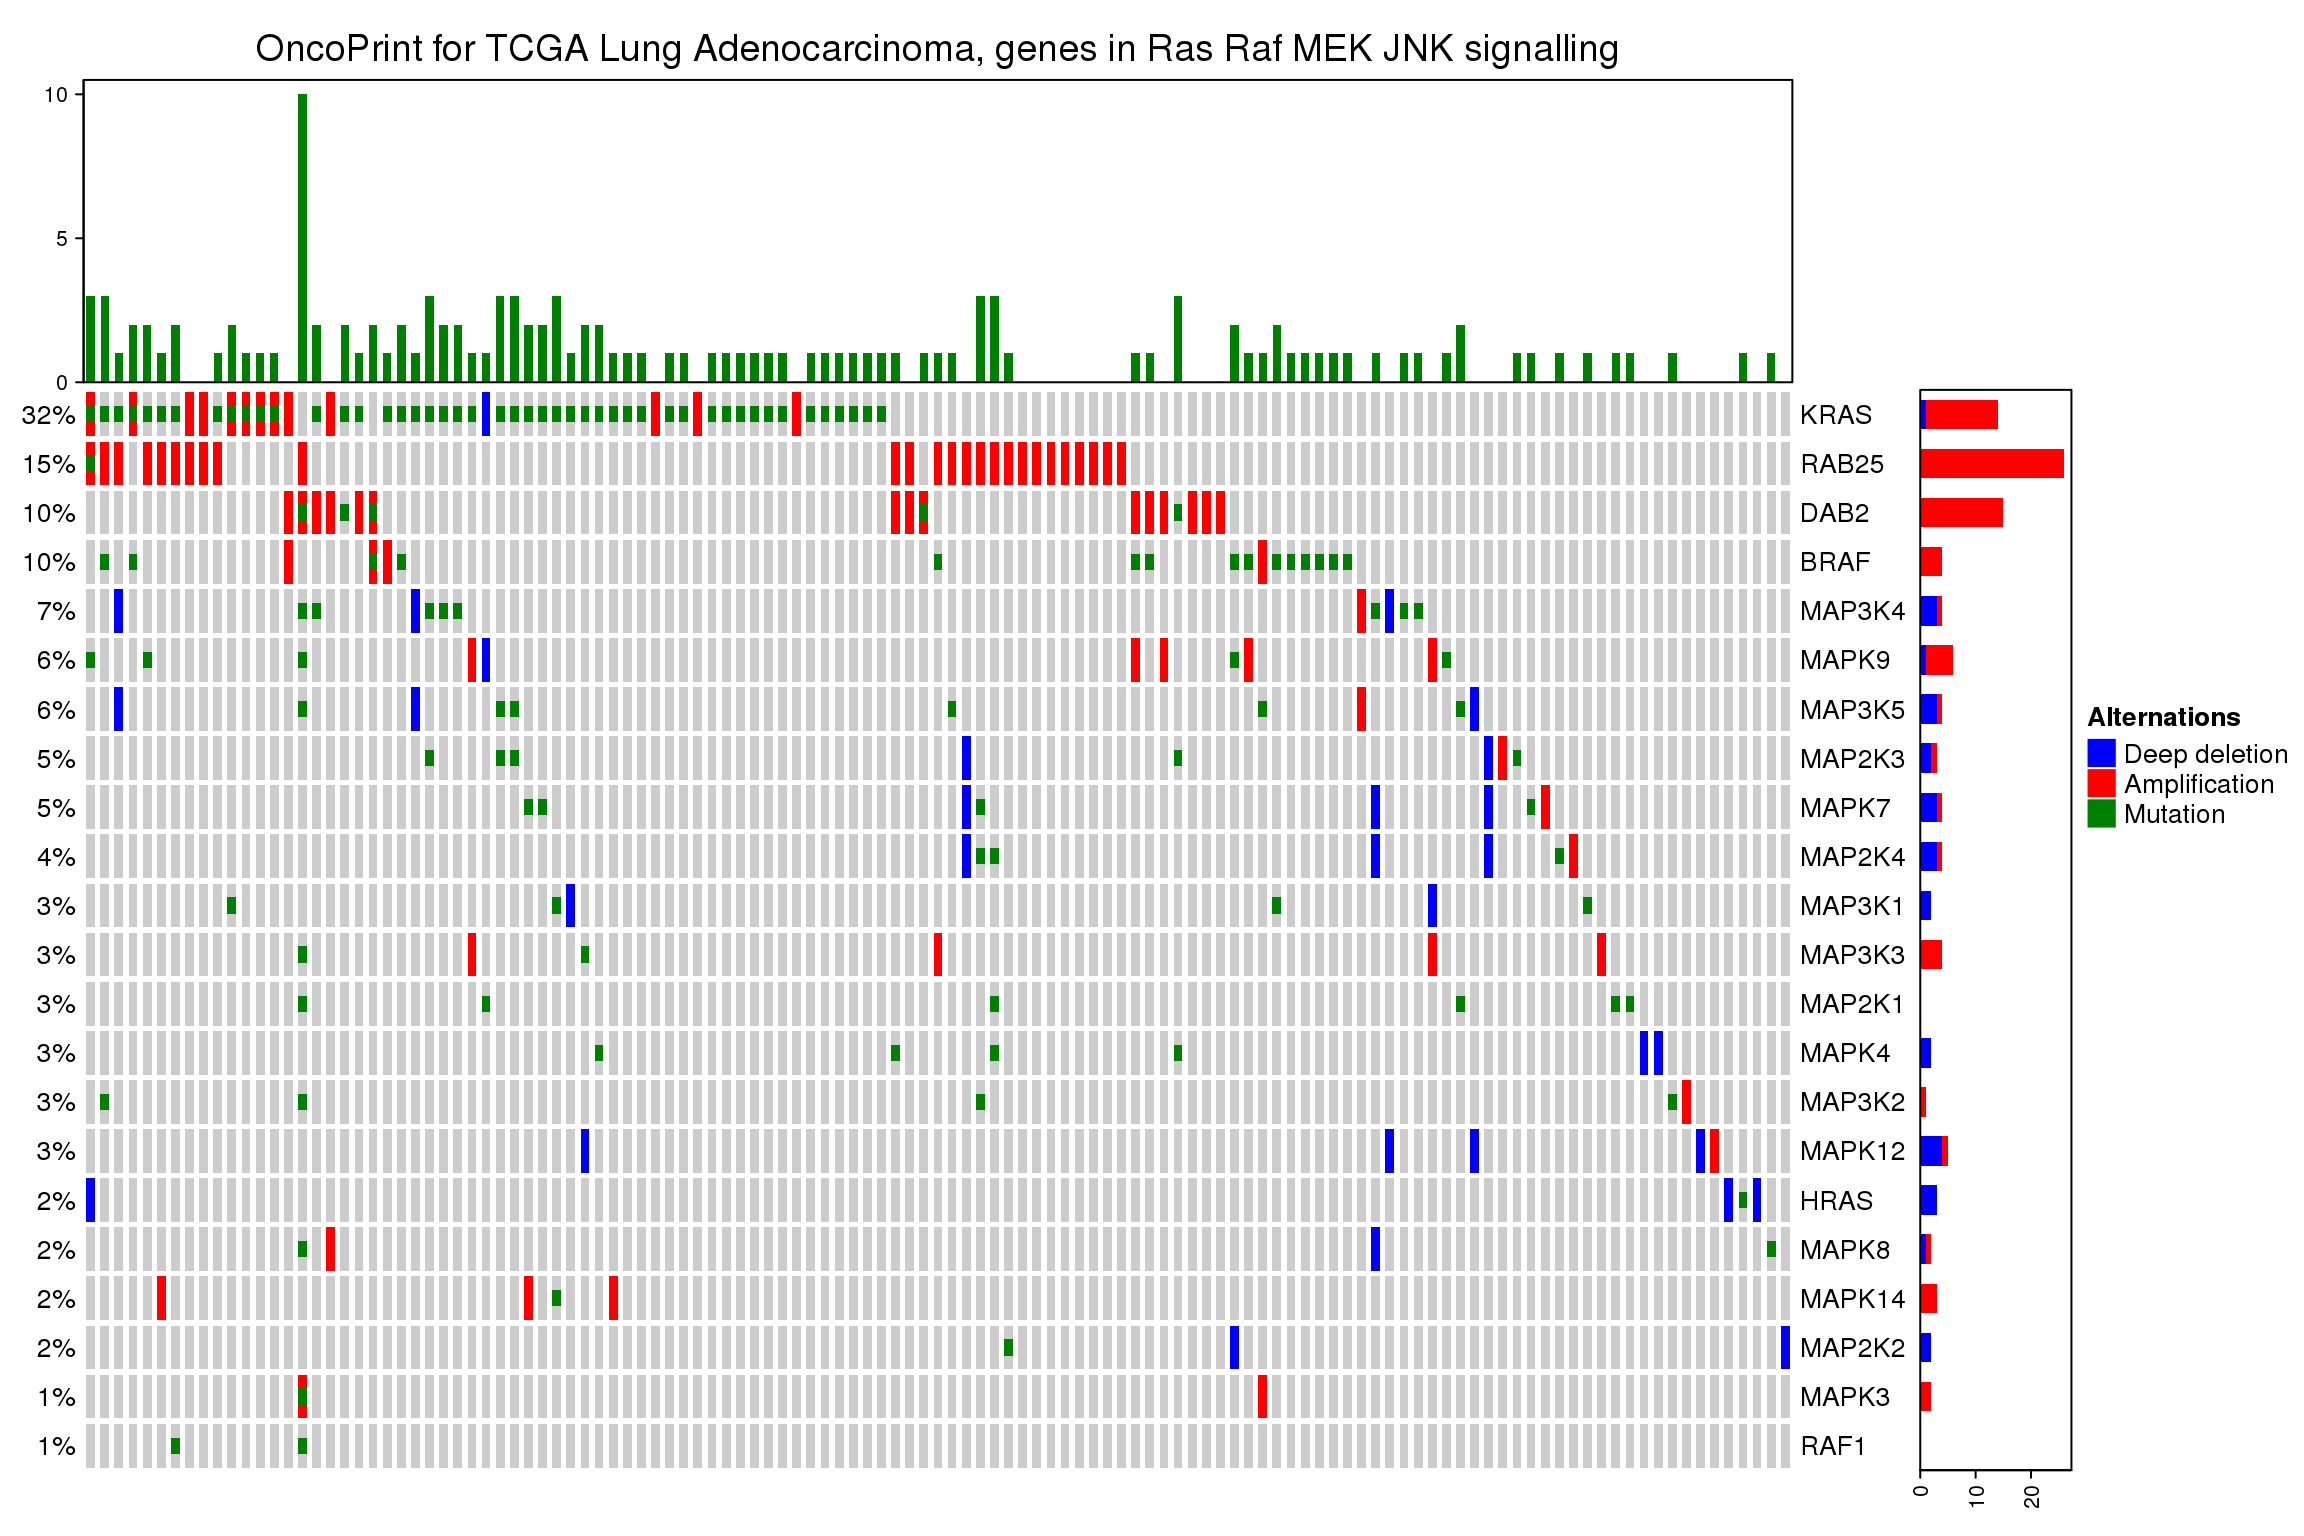 OncoPrint for TCGA Lung Adenocarcinoma, genes in Ras Raf MEK JNK signalling
10
5
0
32% KRAS
15% RAB25
10% DAB2
10% BRAF
7% MAP3K4
6% MAPK9
6% MAP3K5
5% MAP2K3
5% MAPK7
4% MAP2K4
3% MAP3K1
3% MAP3K3
3% MAP2K1
3% MAPK4
3% MAP3K2
3% MAPK12
2% HRAS
2% MAPK8
2% MAPK14
2% MAP2K2
1% MAPK3
1% RAF1
0 10 20
Alternations
Deep deletion
Amplification
Mutation